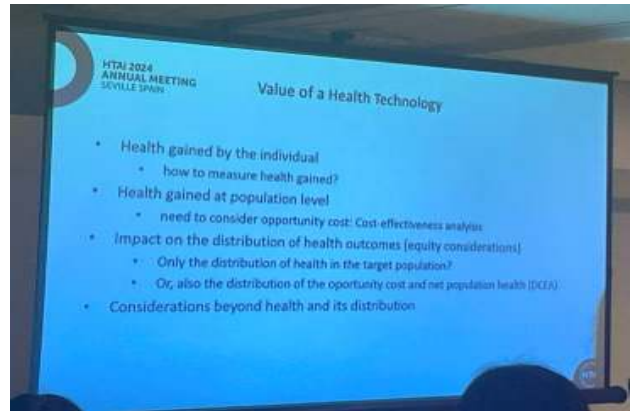 HTAi 2024
ANNUAL MEETING
SEVILLE SPAIN
Value of a Health Technology
• Health gained by the individual
• how to measure health gained?
• Health gained at population level
• need to consider opportunity cost: Cost-effectiveness analysis
• Impact on the distribution of health outcomes (equity considerations)
• Only the distribution of health in the target population?
• Or, also the distribution of the oportunity cost and net population health (DCEA)
• Considerations beyond health and its distribution
HTAi